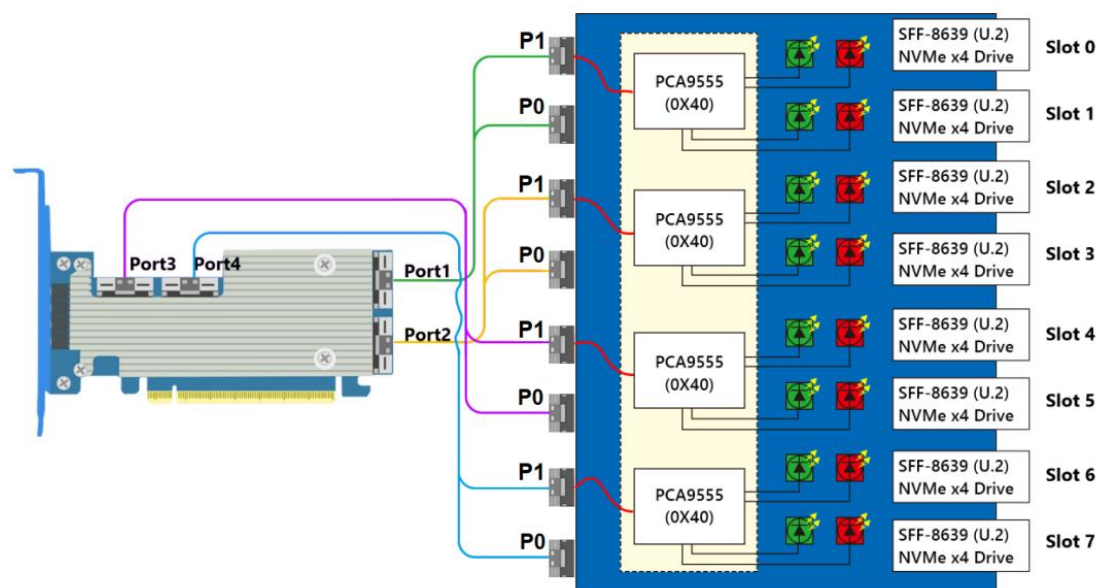 P1
PCA9555
(0X40)
SFF-8639 (U.2)
NVMe x4 Drive
Slot 0
P0
SFF-8639 (U.2)
NVMe x4 Drive
Slot 1
P1
PCA9555
(0X40)
SFF-8639 (U.2)
NVMe x4 Drive
Slot 2
P0
SFF-8639 (U.2)
NVMe x4 Drive
Slot 3
Port3
Port4
Port1
Port2
P1
PCA9555
(0X40)
SFF-8639 (U.2)
NVMe x4 Drive
Slot 4
P0
SFF-8639 (U.2)
NVMe x4 Drive
Slot 5
P1
PCA9555
(0X40)
SFF-8639 (U.2)
NVMe x4 Drive
Slot 6
P0
SFF-8639 (U.2)
NVMe x4 Drive
Slot 7